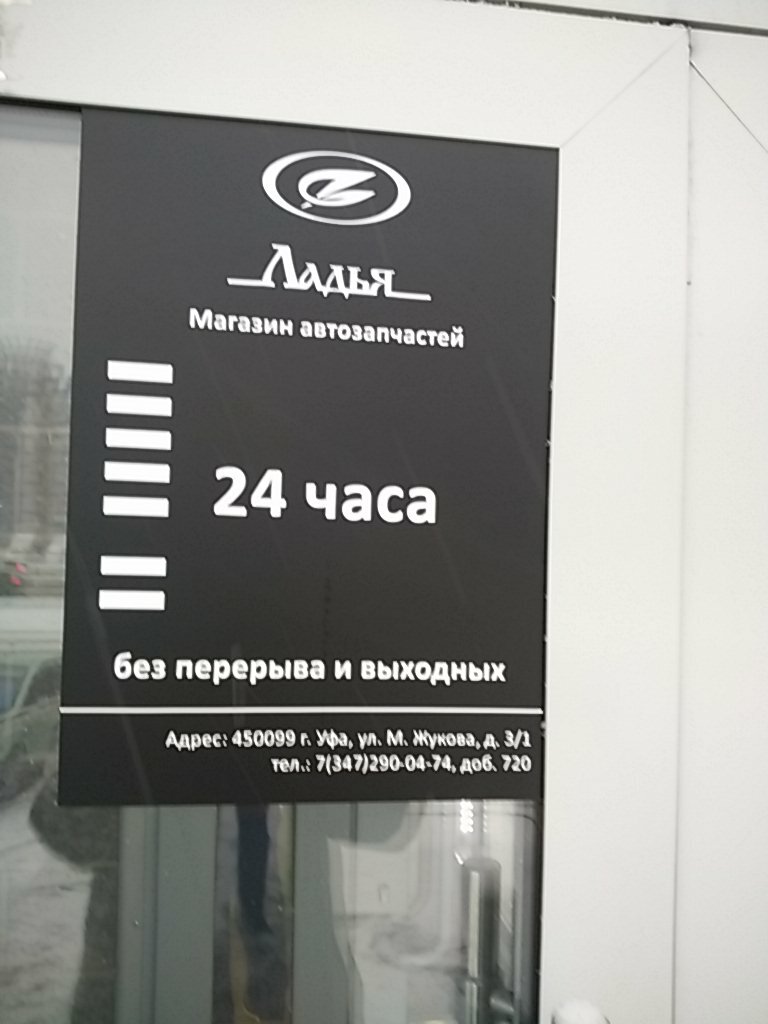 Ладья
Магазин автозапчастей
24 часа
без перерыва и выходных
Адрес: 450099 г. Уфа, ул. М. Жукова, д. 3/1
тел.: 7(347)290-04-74, доб. 720